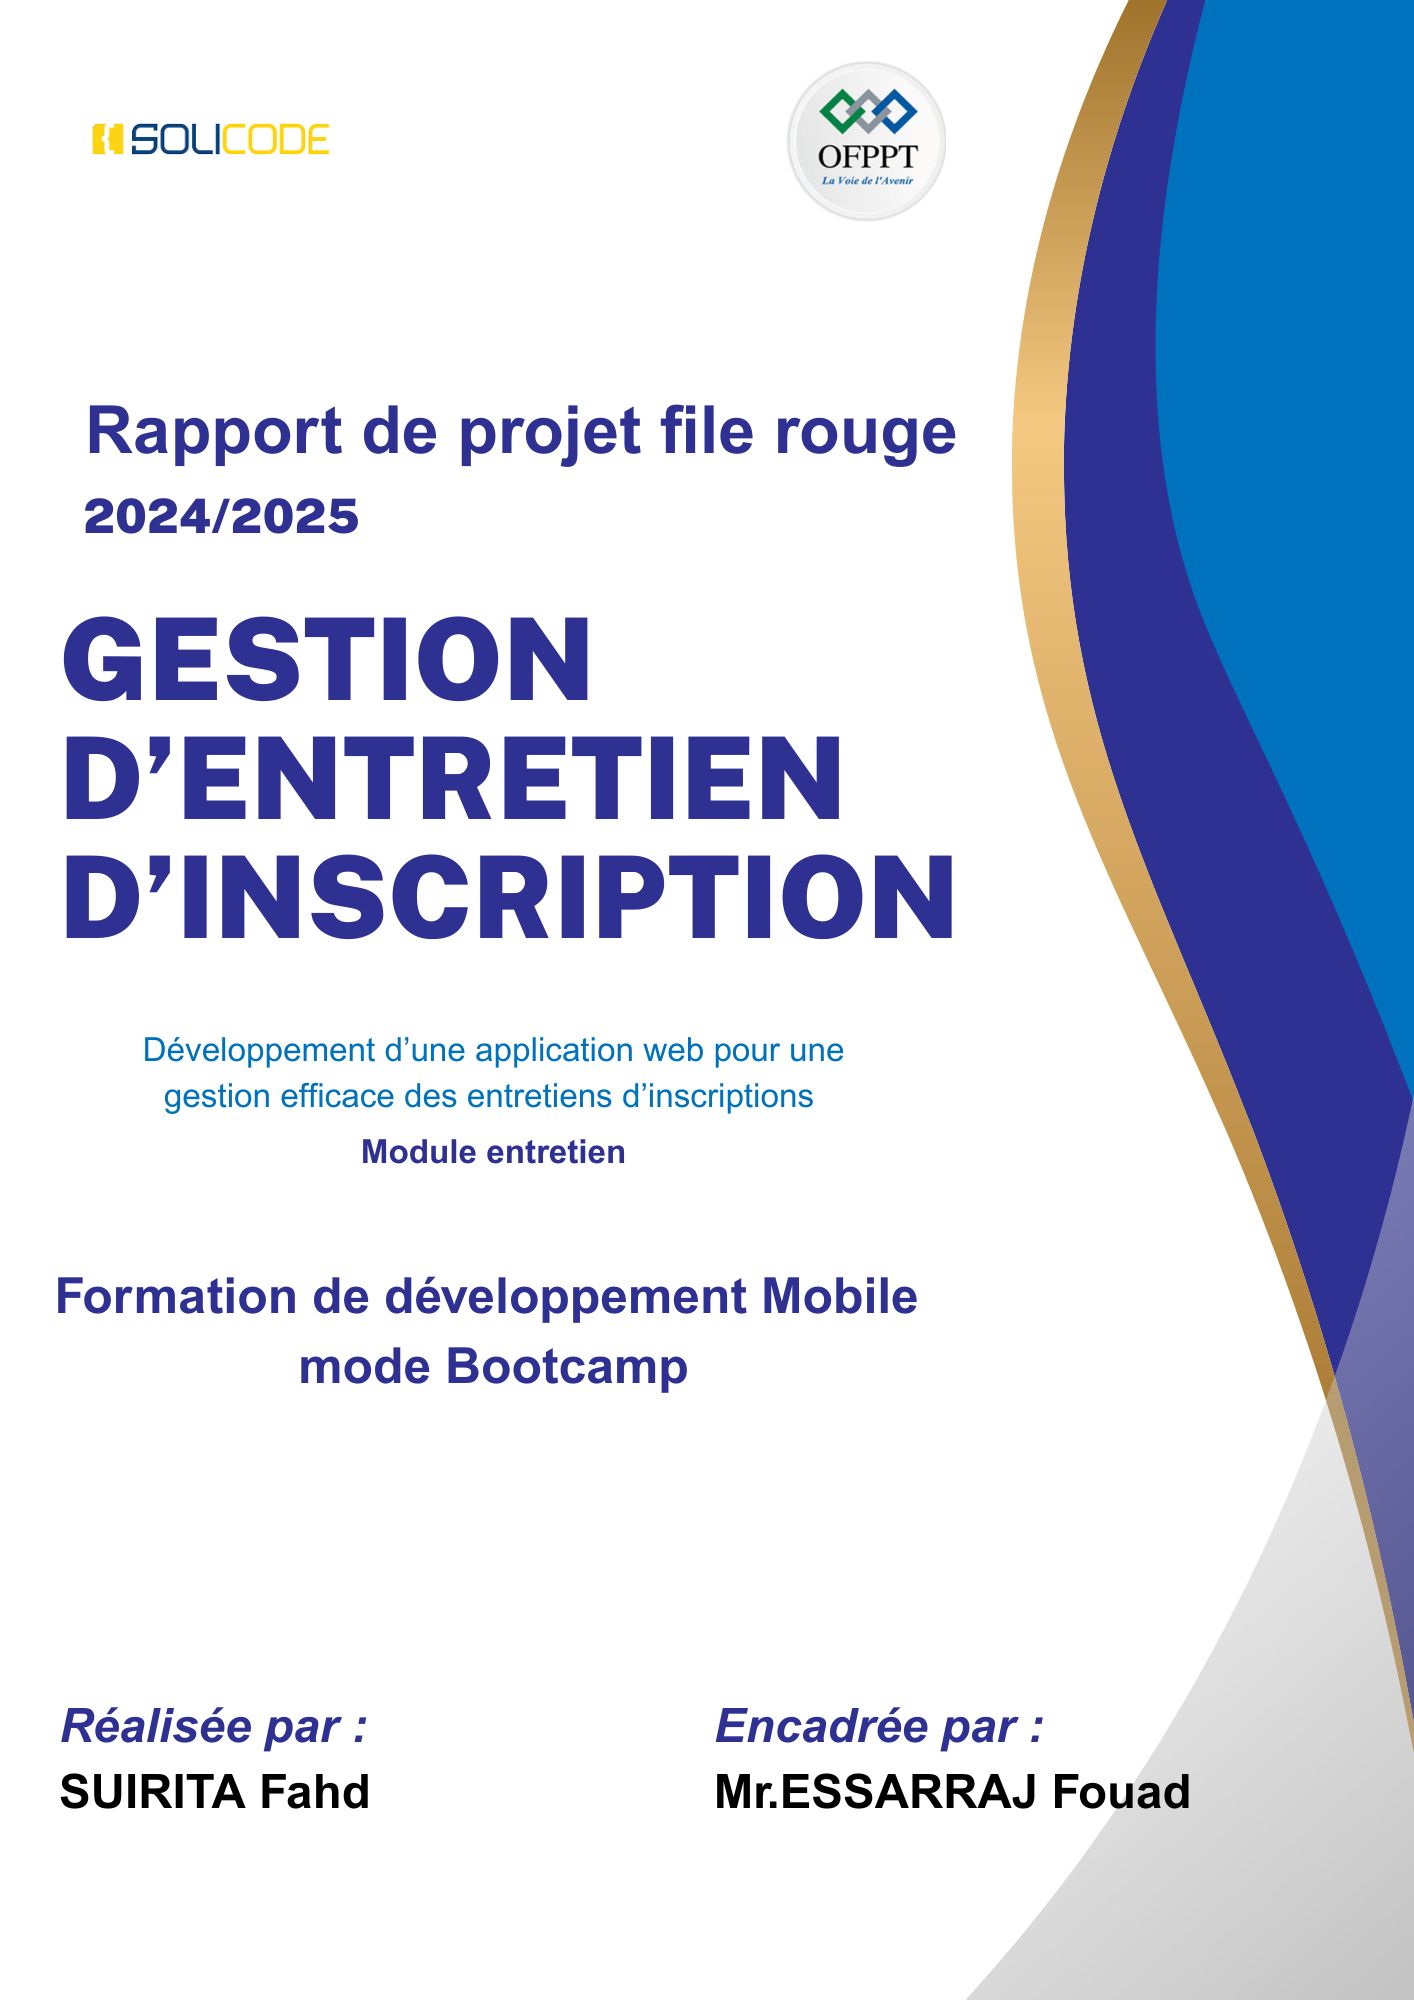 SOLICODE
OFPPT
La Voie de l'Avenir
Rapport de projet file rouge
2024/2025
GESTION
D’ENTRETIEN
D’INSCRIPTION
Développement d’une application web pour une
gestion efficace des entretiens d’inscriptions
Module entretien
Formation de développement Mobile
mode Bootcamp
Réalisée par :
SUIRITA Fahd
Encadrée par :
Mr.ESSARRAJ Fouad